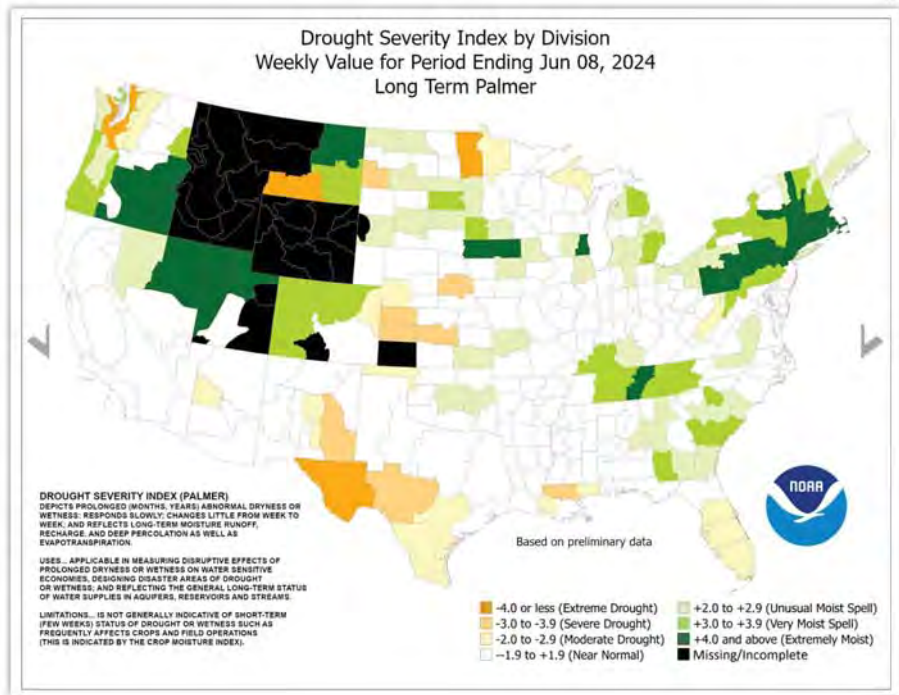 Drought Severity Index by Division
Weekly Value for Period Ending Jun 08, 2024
Long Term Palmer
DROUGHT SEVERITY INDEX (PALMER)
DEPICTS PROLONGED (MONTHS, YEARS) ABNORMAL DRYNESS OR
WETNESS: RESPONDS SLOWLY; CHANGES LITTLE FROM WEEK TO
WEEK; AND REFLECTS LONG-TERM MOISTURE RUNOFF,
RECHARGE, AND DEEP PERCOLATION AS WELL AS
EVAPOTRANSPIRATION.
USES... APPLICABLE IN MEASURING DISRUPTIVE EFFECTS OF
PROLONGED DRYNESS OR WETNESS ON WATER SENSITIVE
ECONOMIES, DESIGNING DISASTER AREAS OF DROUGHT
OR WETNESS; AND REFLECTING THE GENERAL LONG-TERM STATUS
OF WATER SUPPLIES IN AQUIFERS, RESERVOIRS AND STREAMS.
LIMITATIONS... IS NOT GENERALLY INDICATIVE OF SHORT-TERM
(FEW WEEKS) STATUS OF DROUGHT OR WETNESS SUCH AS
FREQUENTLY AFFECTS CROPS AND FIELD OPERATIONS
(THIS IS INDICATED BY THE CROP MOISTURE INDEX).
NOAA
Based on preliminary data
-4.0 or less (Extreme Drought)
-3.0 to -3.9 (Severe Drought)
-2.0 to -2.9 (Moderate Drought)
--1.9 to +1.9 (Near Normal)
+2.0 to +2.9 (Unusual Moist Spell)
+3.0 to +3.9 (Very Moist Spell)
+4.0 and above (Extremely Moist)
Missing/Incomplete